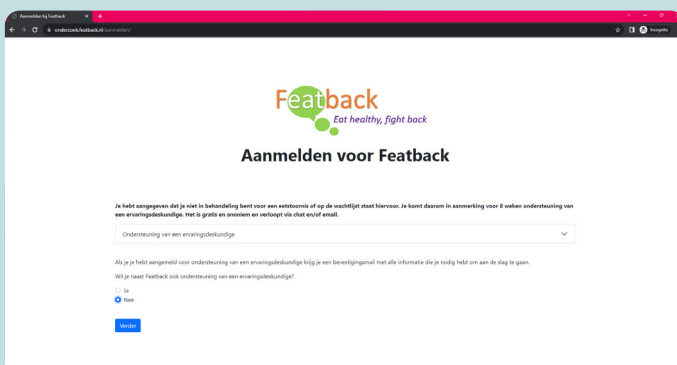 Aanmelden bij Featback
onderzoek.featback.nl/aanmelden/
Incognito
Featback
Eat healthy, fight back
Aanmelden voor Featback
Je hebt aangegeven dat je niet in behandeling bent voor een eetstoornis of op de wachtlijst staat hiervoor. Je komt daarom in aanmerking voor 8 weken ondersteuning van
een ervaringsdeskundige. Het is gratis en anoniem en verloopt via chat en/of email.
Ondersteuning van een ervaringsdeskundige
Als je je hebt aangemeld voor ondersteuning van een ervaringsdeskundige krijg je een bevestigingsmail met alle informatie die je nodig hebt om aan de slag te gaan.
Wil je naast Featback ook ondersteuning van een ervaringsdeskundige?
Ja
Nee
Verder